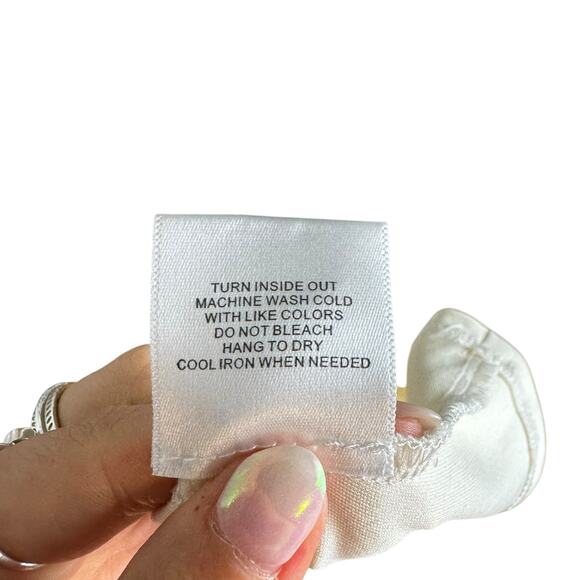 TURN INSIDE OUT
MACHINE WASH COLD
WITH LIKE COLORS
DO NOT BLEACH
HANG TO DRY
COOL IRON WHEN NEEDED